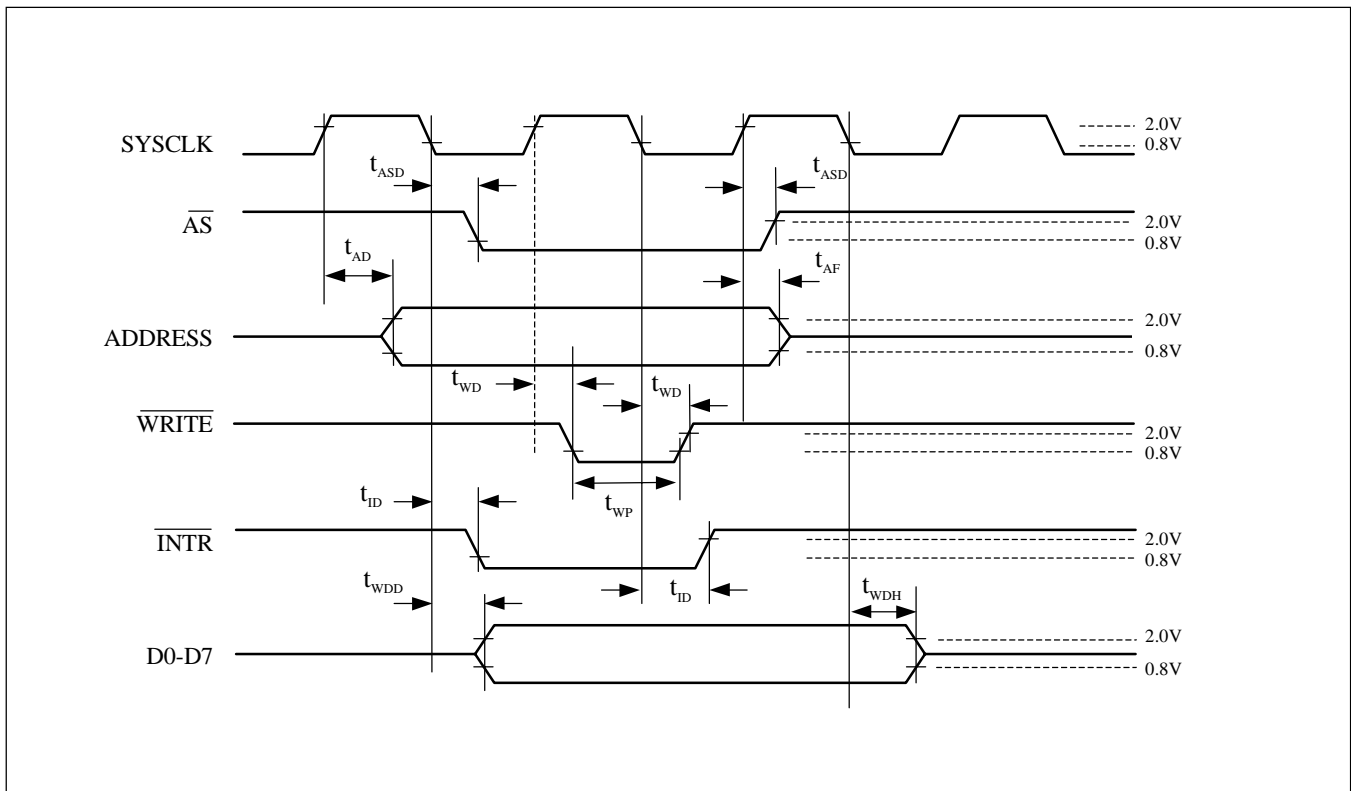 SYSCLK
2.0V
0.8V
tASD
tASD
AS
2.0V
0.8V
tAD
tAF
ADDRESS
2.0V
0.8V
tWD
tWD
WRITE
2.0V
0.8V
tID
tWP
INTR
2.0V
0.8V
tWDD
tID
tWDH
D0-D7
2.0V
0.8V